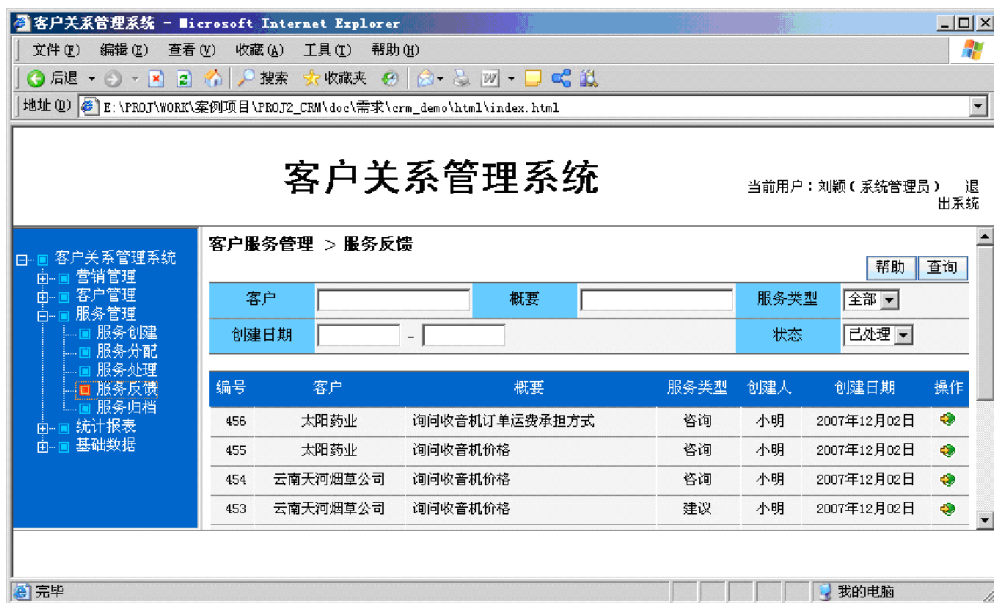 客户关系管理系统 - Microsoft Internet Explorer
文件(F) 编辑(E) 查看(V) 收藏(A) 工具(T) 帮助(H)
后退 搜索 收藏夹
地址(D) E:\PROJ\WORK\案例项目\PROJ2_CRM\doc\需求\crm_demo\html\index.html
客户关系管理系统
当前用户：刘颖(系统管理员) 退
出系统
客户关系管理系统
营销管理
客户管理
服务管理
服务创建
服务分配
服务处理
服务反馈
服务归档
统计报表
基础数据
客户服务管理 > 服务反馈
帮助 查询
客户 概要 服务类型 全部
创建日期 - 状态 已处理
编号 客户 概要 服务类型 创建人 创建日期 操作
456 太阳药业 询问收音机订单运费承担方式 咨询 小明 2007年12月02日
455 太阳药业 询问收音机价格 咨询 小明 2007年12月02日
454 云南天河烟草公司 询问收音机价格 咨询 小明 2007年12月02日
453 云南天河烟草公司 询问收音机价格 建议 小明 2007年12月02日
完毕 我的电脑